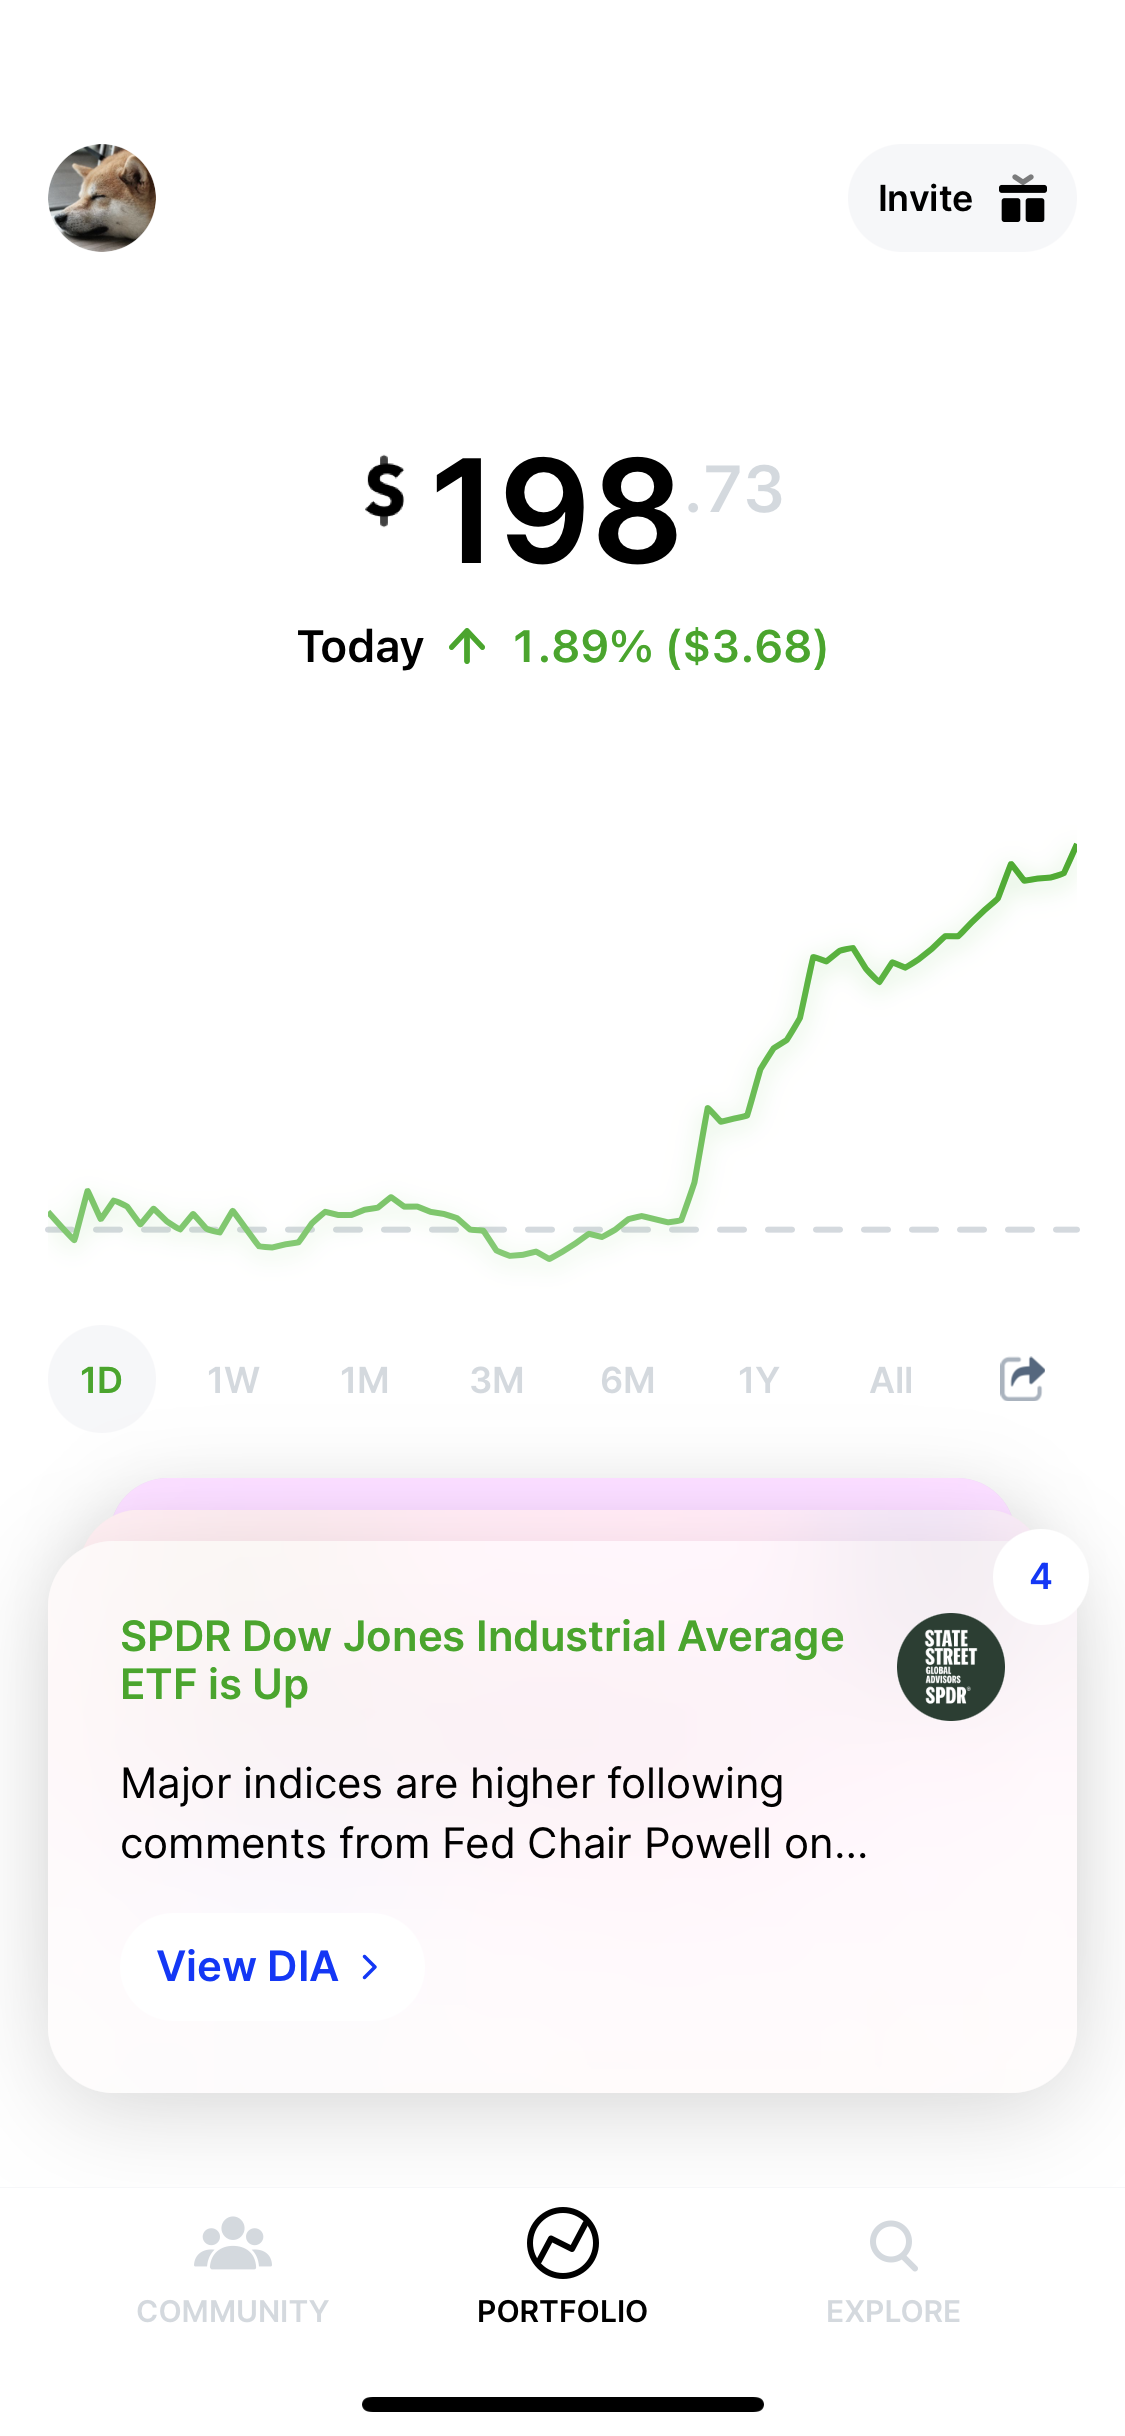 Invite
$198.73
Today ↑ 1.89% ($3.68)
1D 1W 1M 3M 6M 1Y All
4
SPDR Dow Jones Industrial Average
ETF is Up
STATE
STREET
GLOBAL
ADVISORS
SPDR®
Major indices are higher following
comments from Fed Chair Powell on...
View DIA >
COMMUNITY PORTFOLIO EXPLORE